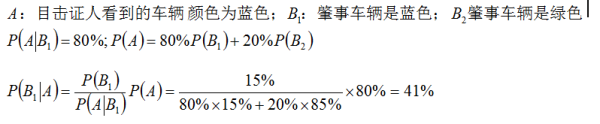 A：目击证人看到的车辆颜色为蓝色；B₁：肇事车辆是蓝色；B₂肇事车辆是绿色
P(A|B₁)=80%; P(A)=80%P(B₁)+20%P(B₂)
P(B₁|A)=\frac{P(B₁)}{P(A|B₁)}P(A)=\frac{15%}{80%×15%+20%×85%}×80%=41%